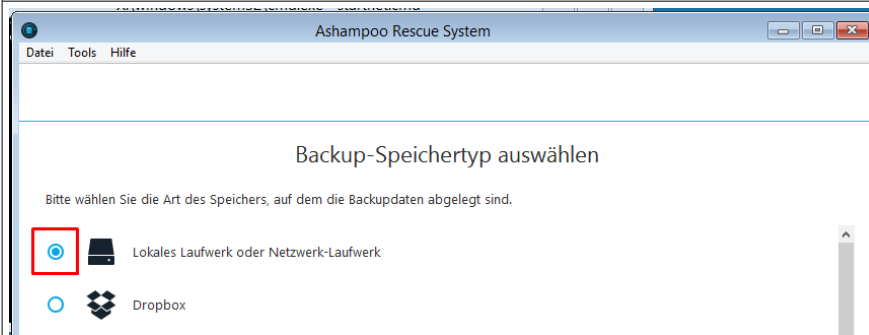 Ashampoo Rescue System
Datei Tools Hilfe
Backup-Speichertyp auswählen
Bitte wählen Sie die Art des Speichers, auf dem die Backupdaten abgelegt sind.
Lokales Laufwerk oder Netzwerk-Laufwerk
Dropbox